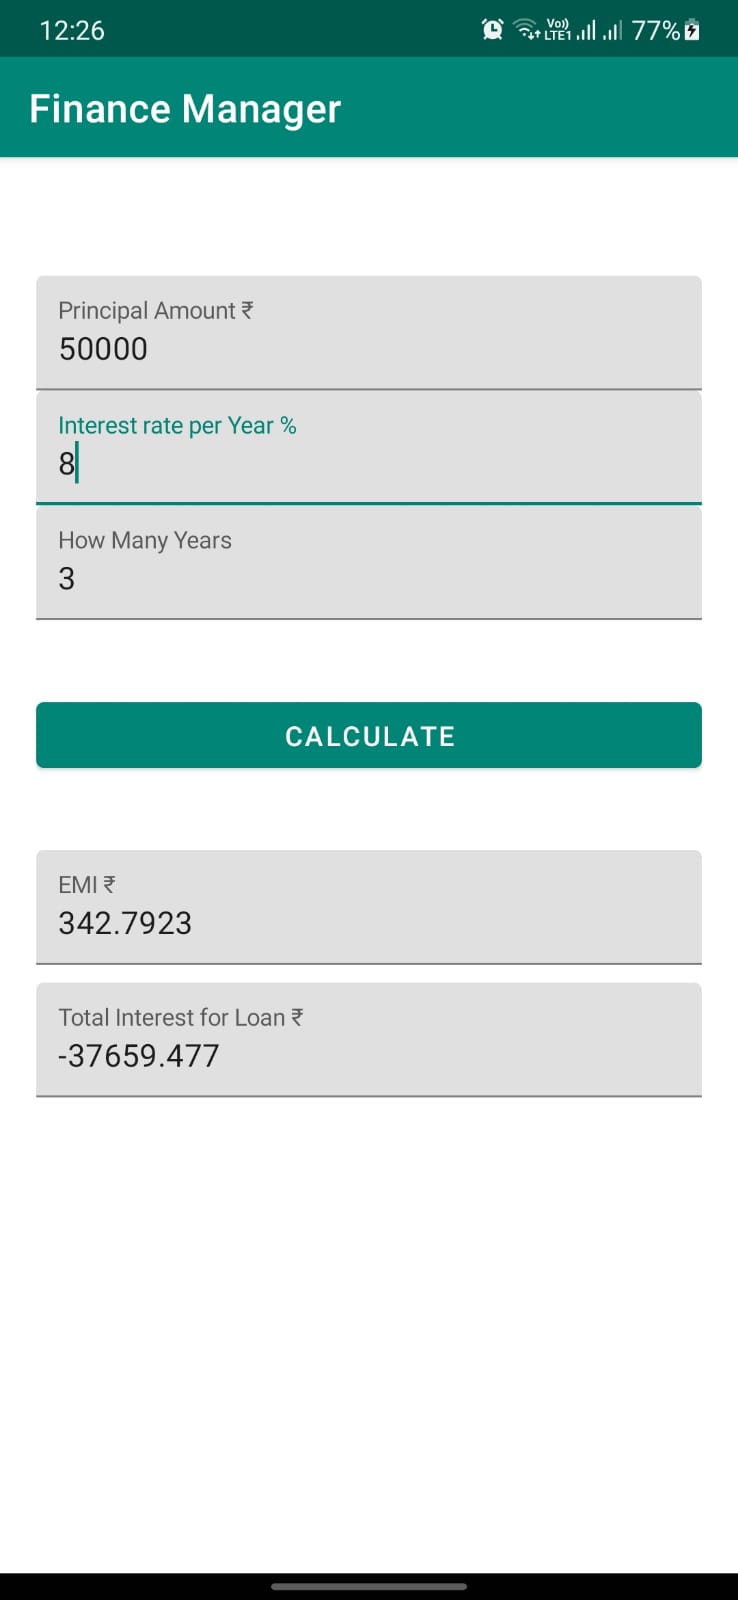 12:26 Vo)) LTE1 77%
Finance Manager
Principal Amount ₹
50000
Interest rate per Year %
8
How Many Years
3
CALCULATE
EMI ₹
342.7923
Total Interest for Loan ₹
-37659.477